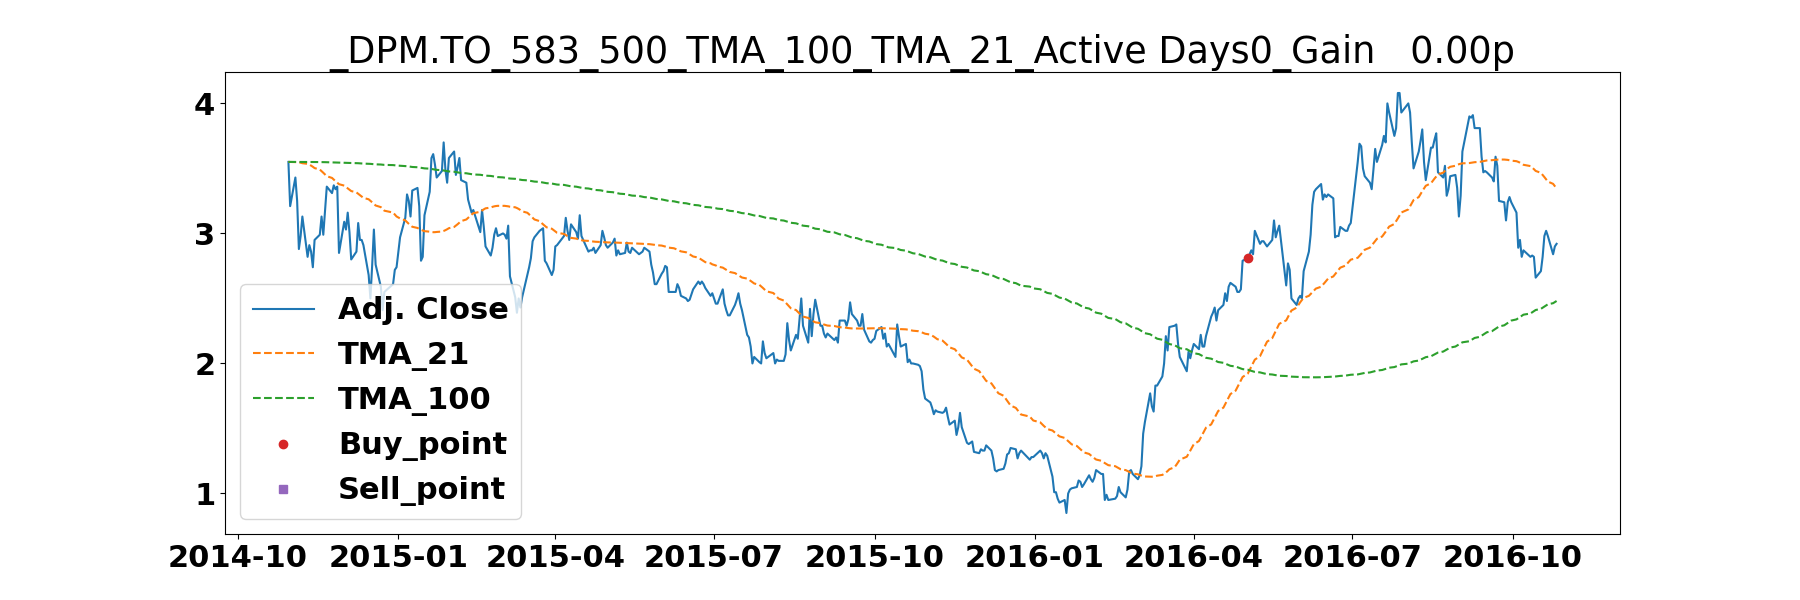 _DPM.TO_583_500_TMA_100_TMA_21_Active Days0_Gain   0.00p
4
3
2
1
Adj. Close
TMA_21
TMA_100
Buy_point
Sell_point
2014-10 2015-01 2015-04 2015-07 2015-10 2016-01 2016-04 2016-07 2016-10